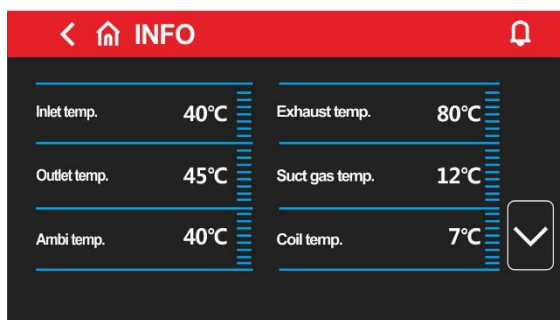 INFO
Inlet temp. 40℃ Exhaust temp. 80℃
Outlet temp. 45℃ Suct gas temp. 12℃
Ambi temp. 40℃ Coil temp. 7℃